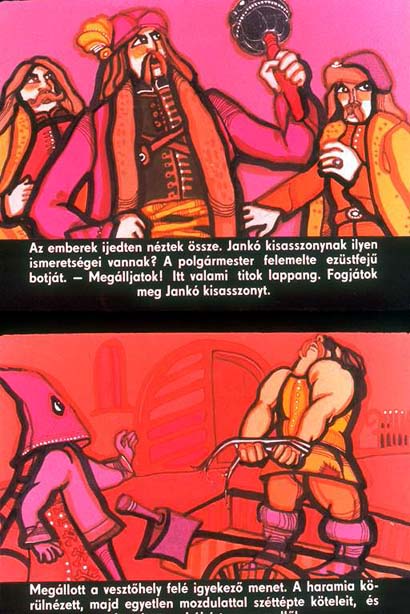 Az emberek ijedten néztek össze. Jankó kisasszonynak ilyen
ismeretségei vannak? A polgármester felemelte ezüstfejű
botját. — Megálljatok! Itt valami titok lappang. Fogjátok
meg Jankó kisasszonyt.
Megállott a vesztőhely felé igyekező menet. A haramia kö-
rülnézett, majd egyetlen mozdulattal széttépte köteleit, és